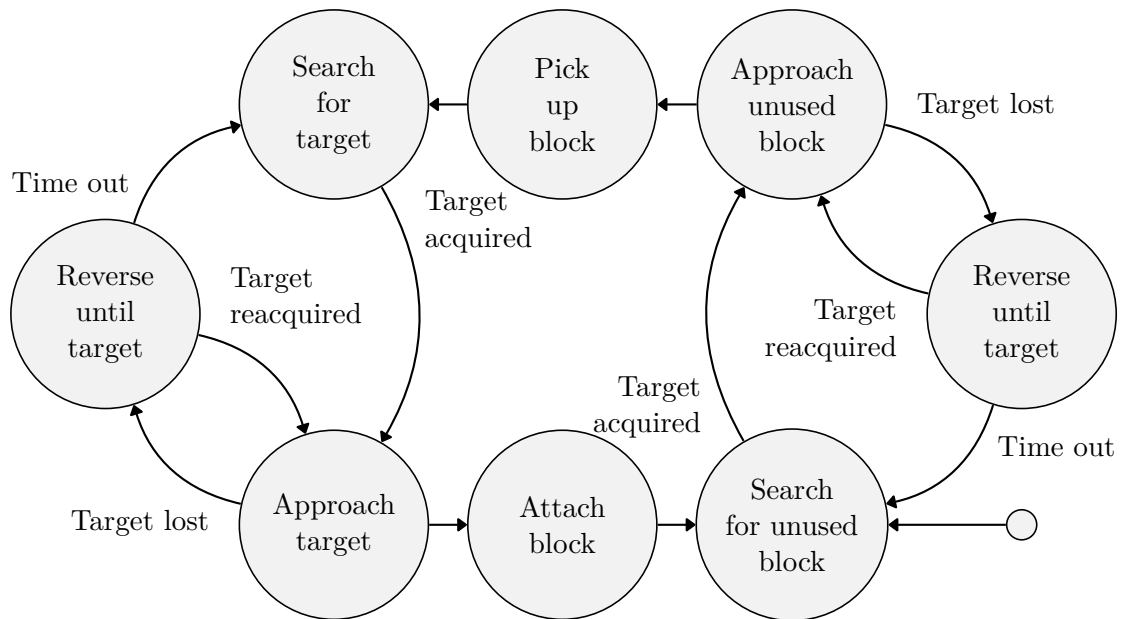 Search
for
target
Pick
up
block
Approach
unused
block
Target lost
Time out
Target
acquired
Reverse
until
target
Target
reacquired
Target
reacquired
Reverse
until
target
Target
acquired
Time out
Target lost
Approach
target
Attach
block
Search
for unused
block